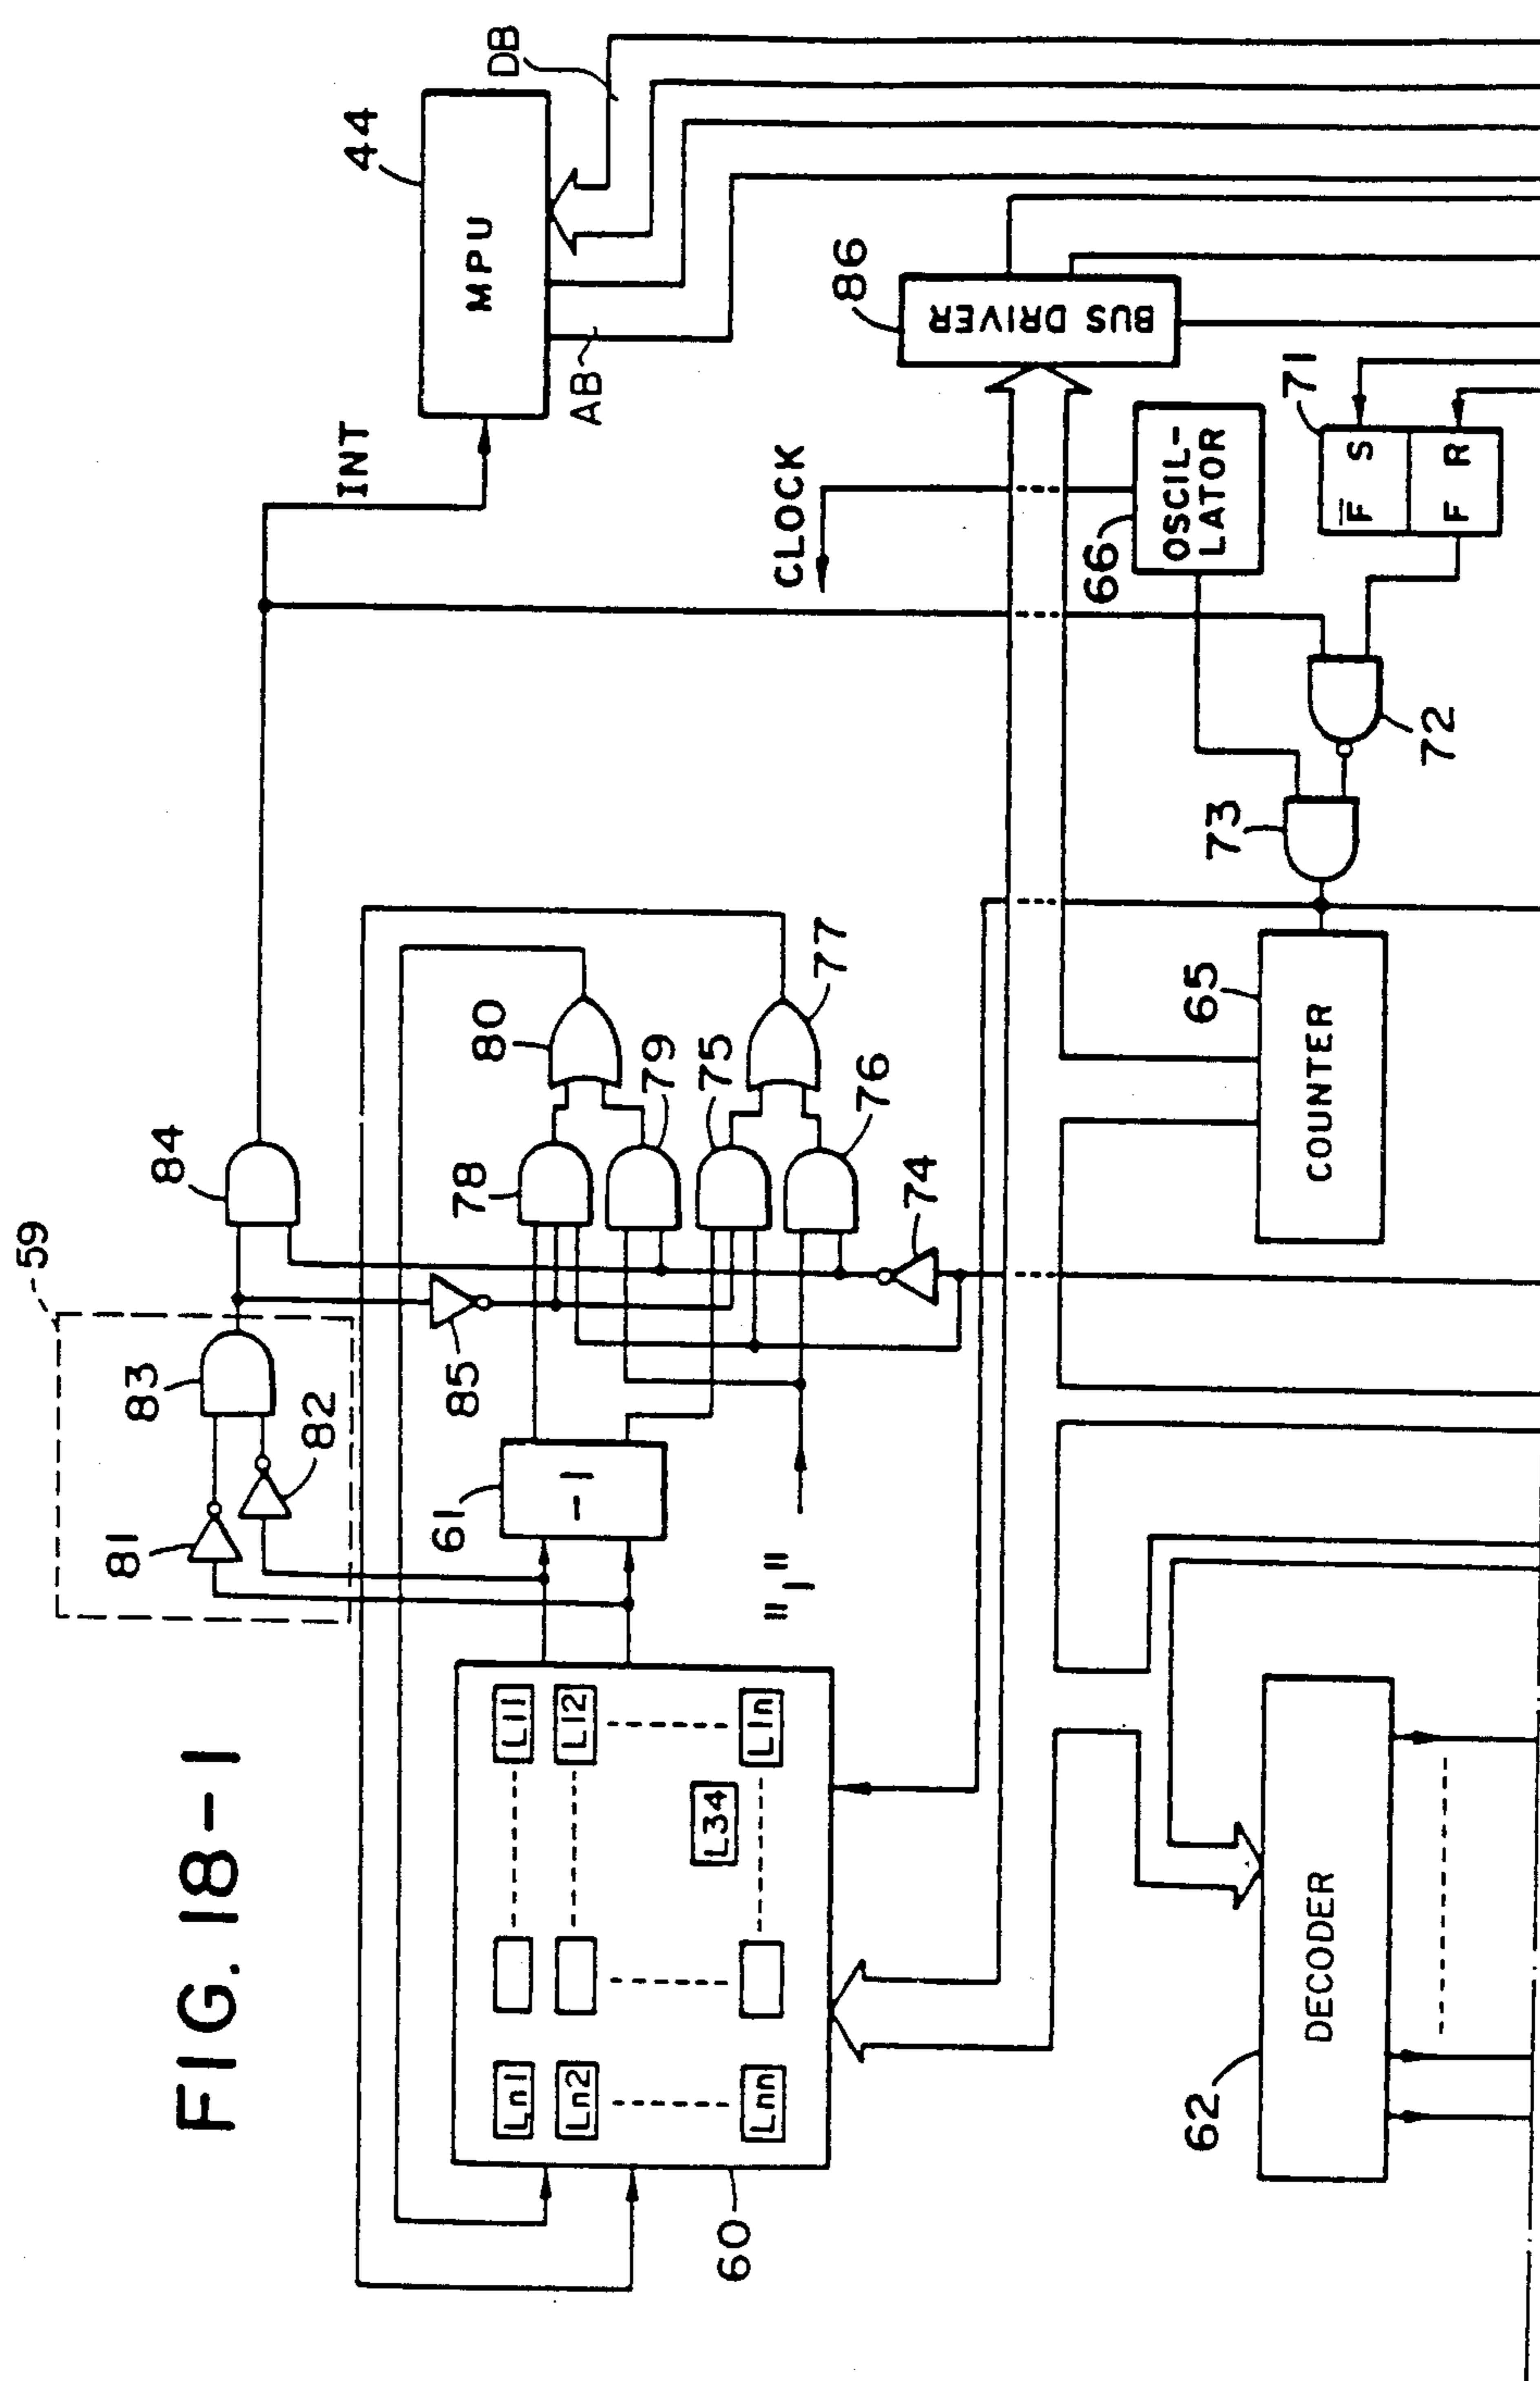 FIG. 18-1
59
84
81
82
83
85
INT
44
MPU
DB
AB
61
-1
78
80
79
75
77
76
74
"1"
60
L11
L12
L1n
L34
Ln1
Ln2
Lnn
CLOCK
86
BUS DRIVER
66
OSCIL-
LATOR
71
F̅ S
F R
72
73
65
COUNTER
62
DECODER